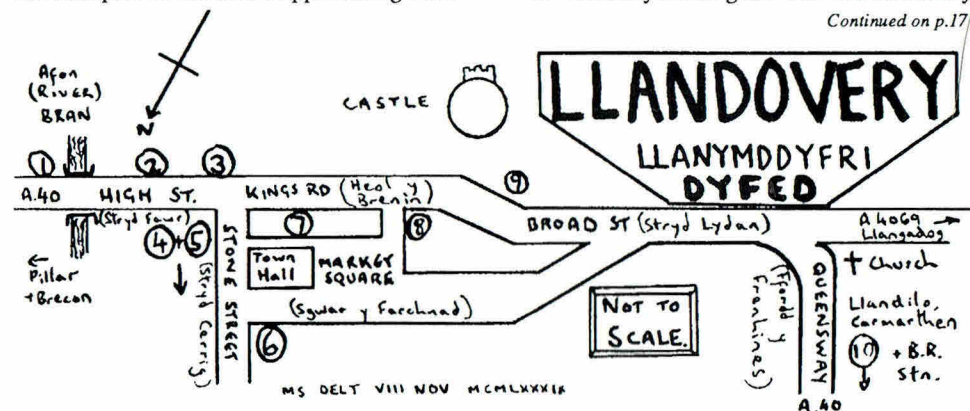 Continued on p.17
LLANDOVERY
LLANYMDDYFRI
DYFED
Afon
(RIVER)
BRAN
N
CASTLE
1
2
3
9
A.40
HIGH ST.
(Stryd Fawr)
KINGS RD (Heol y
Brenin)
BROAD ST (Stryd Lydan)
A 4069
Llangadog
7
8
4 + 5
STONE STREET
(Stryd Carrig)
Town
Hall
MARKET
SQUARE
(Sgwar y Farchnad)
←
Pillar
+Brecon
6
NOT TO
SCALE.
QUEENSWAY
(Ffordd y
Frenhines)
Church
Llandilo,
Carmarthen
10 + B.R.
Stn.
A.40
MS DELT VIII NOV MCMLXXXIX